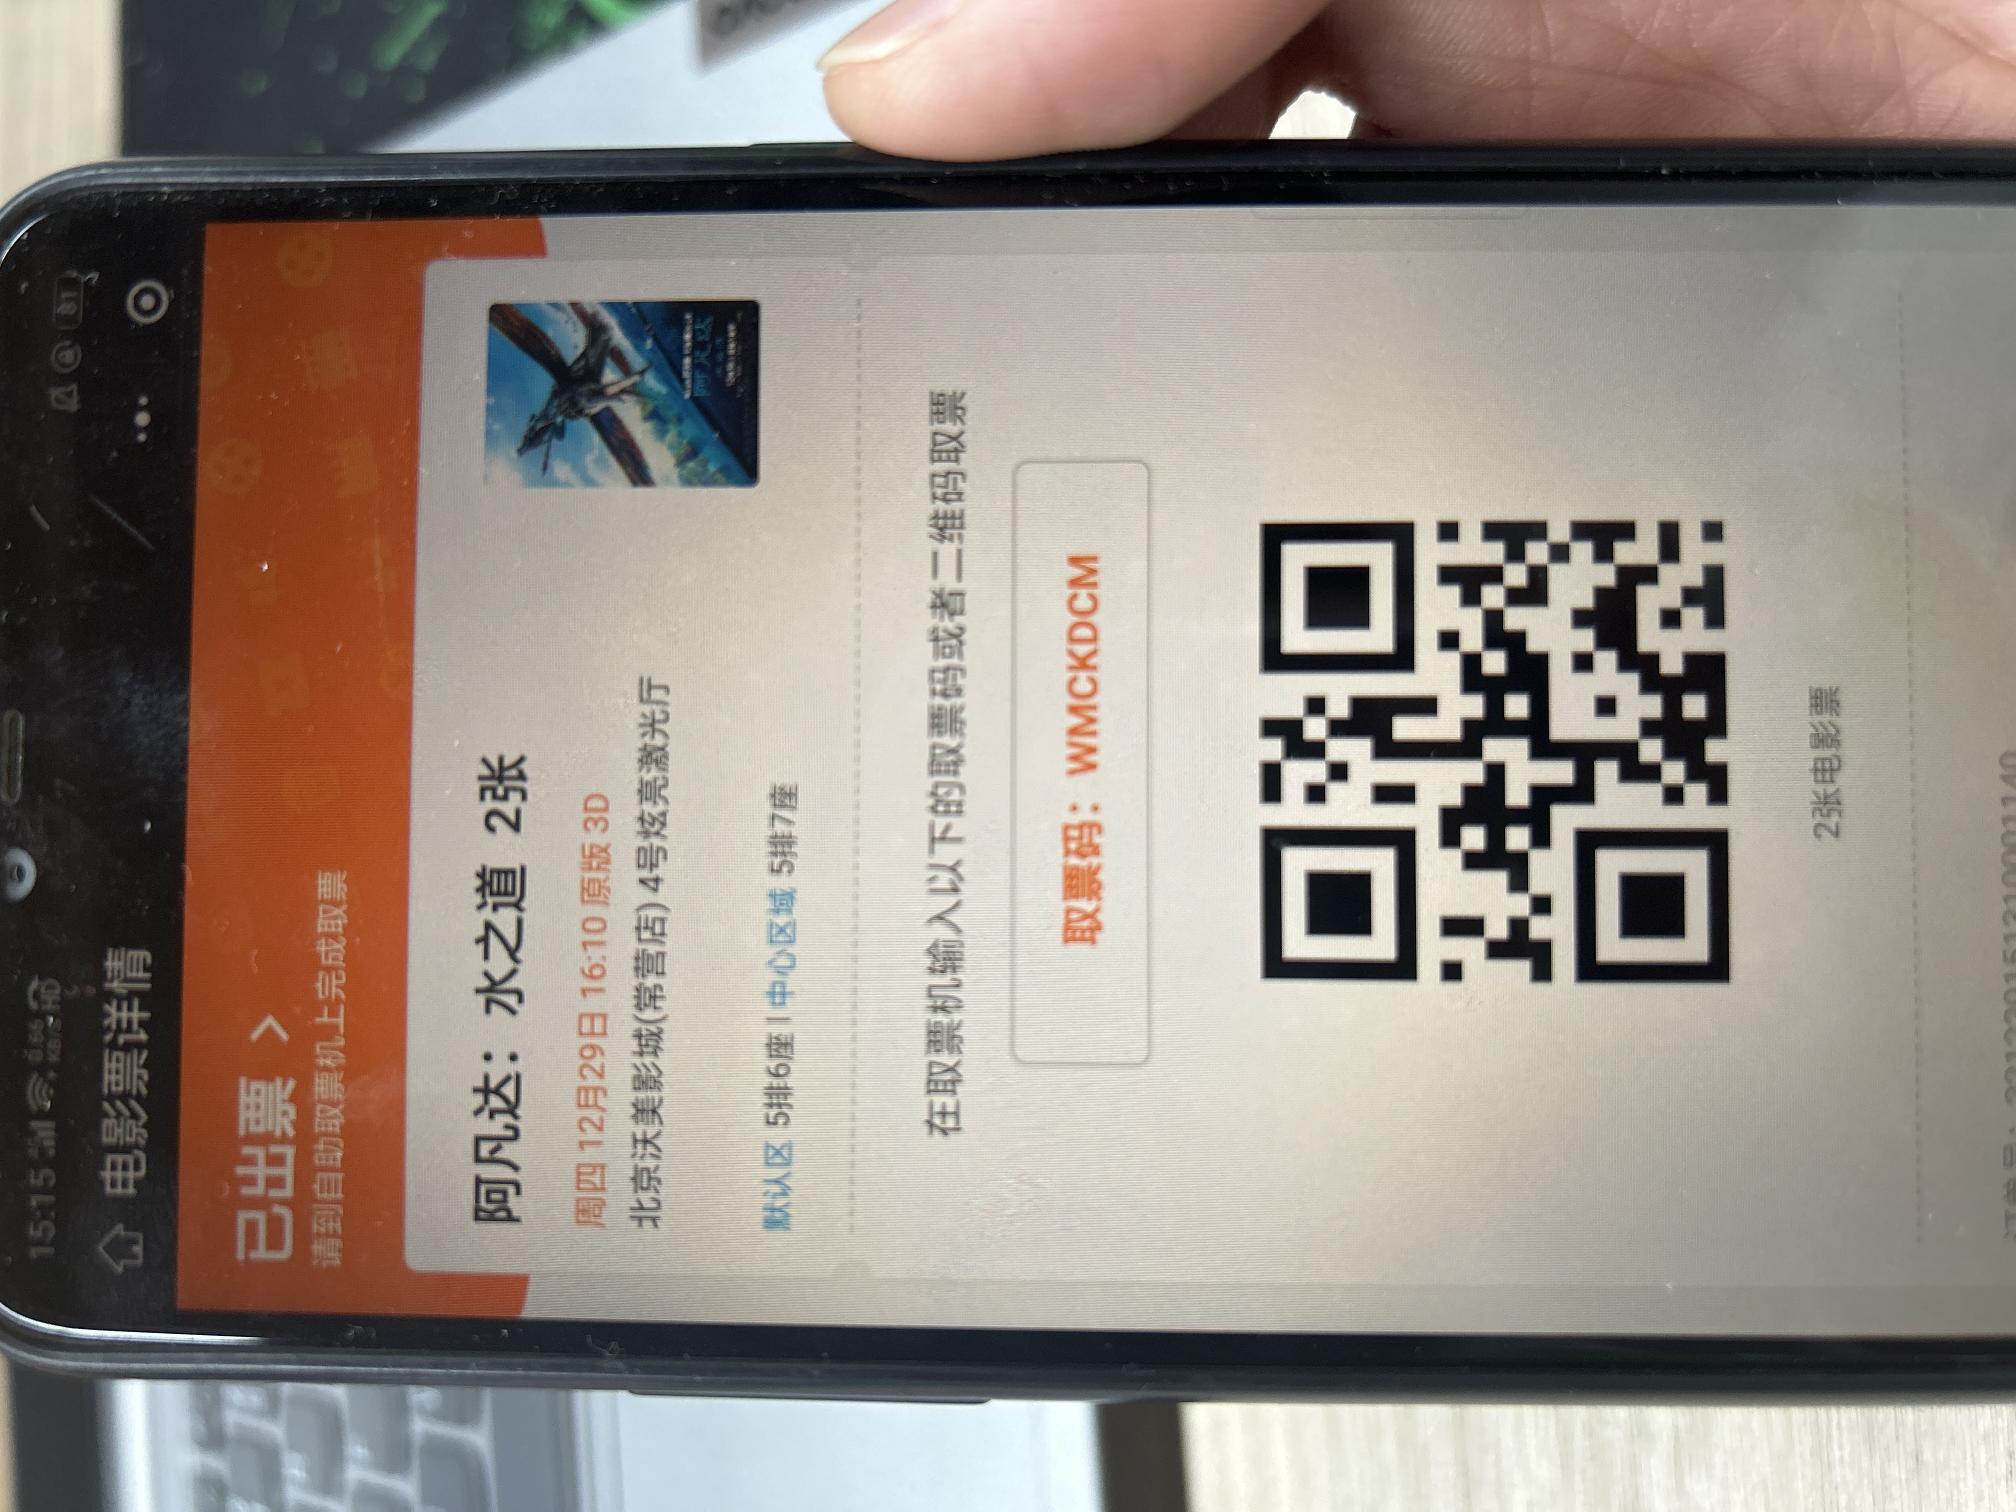 15:15
81
电影票详情
已出票 >
请到自助取票机上完成取票
阿凡达：水之道 2张
周四 12月29日 16:10 原版 3D
北京沃美影城(常营店) 4号炫亮激光厅
默认区 5排6座 | 中心区域 5排7座
阿凡达
在取票机输入以下的取票码或者二维码取票
取票码：WMCKDCM
2张电影票